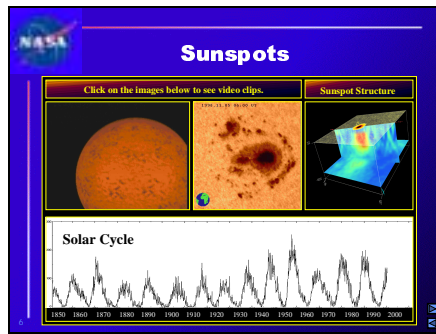 NASA
Sunspots
Click on the images below to see video clips.
Sunspot Structure
Solar Cycle
1850 1860 1870 1880 1890 1900 1910 1920 1930 1940 1950 1960 1970 1980 1990 2000
6